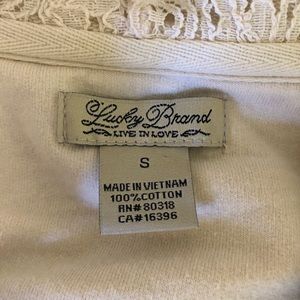 Lucky Brand
LIVE IN LOVE
S
MADE IN VIETNAM
100% COTTON
RN# 80318
CA#16396